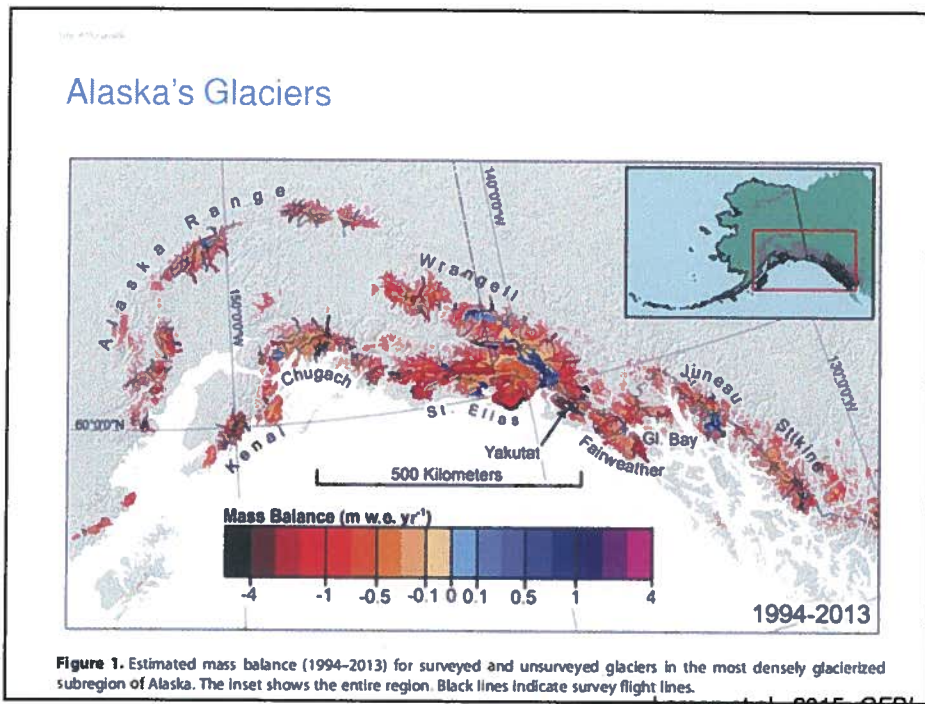 Alaska's Glaciers
Alaska Range
140°0'0"W
Wrangell
150°0'0"W
Chugach
Juneau
130°0'0"W
60°0'0"N
St. Elias
Stikine
Kenai
Yakutat
Gl. Bay
Fairweather
500 Kilometers
Mass Balance (m w.e. yr-1)
-4 -1 -0.5 -0.1 0 0.1 0.5 1 4
1994-2013
Figure 1. Estimated mass balance (1994–2013) for surveyed and unsurveyed glaciers in the most densely glacierized
subregion of Alaska. The inset shows the entire region. Black lines indicate survey flight lines.
2015